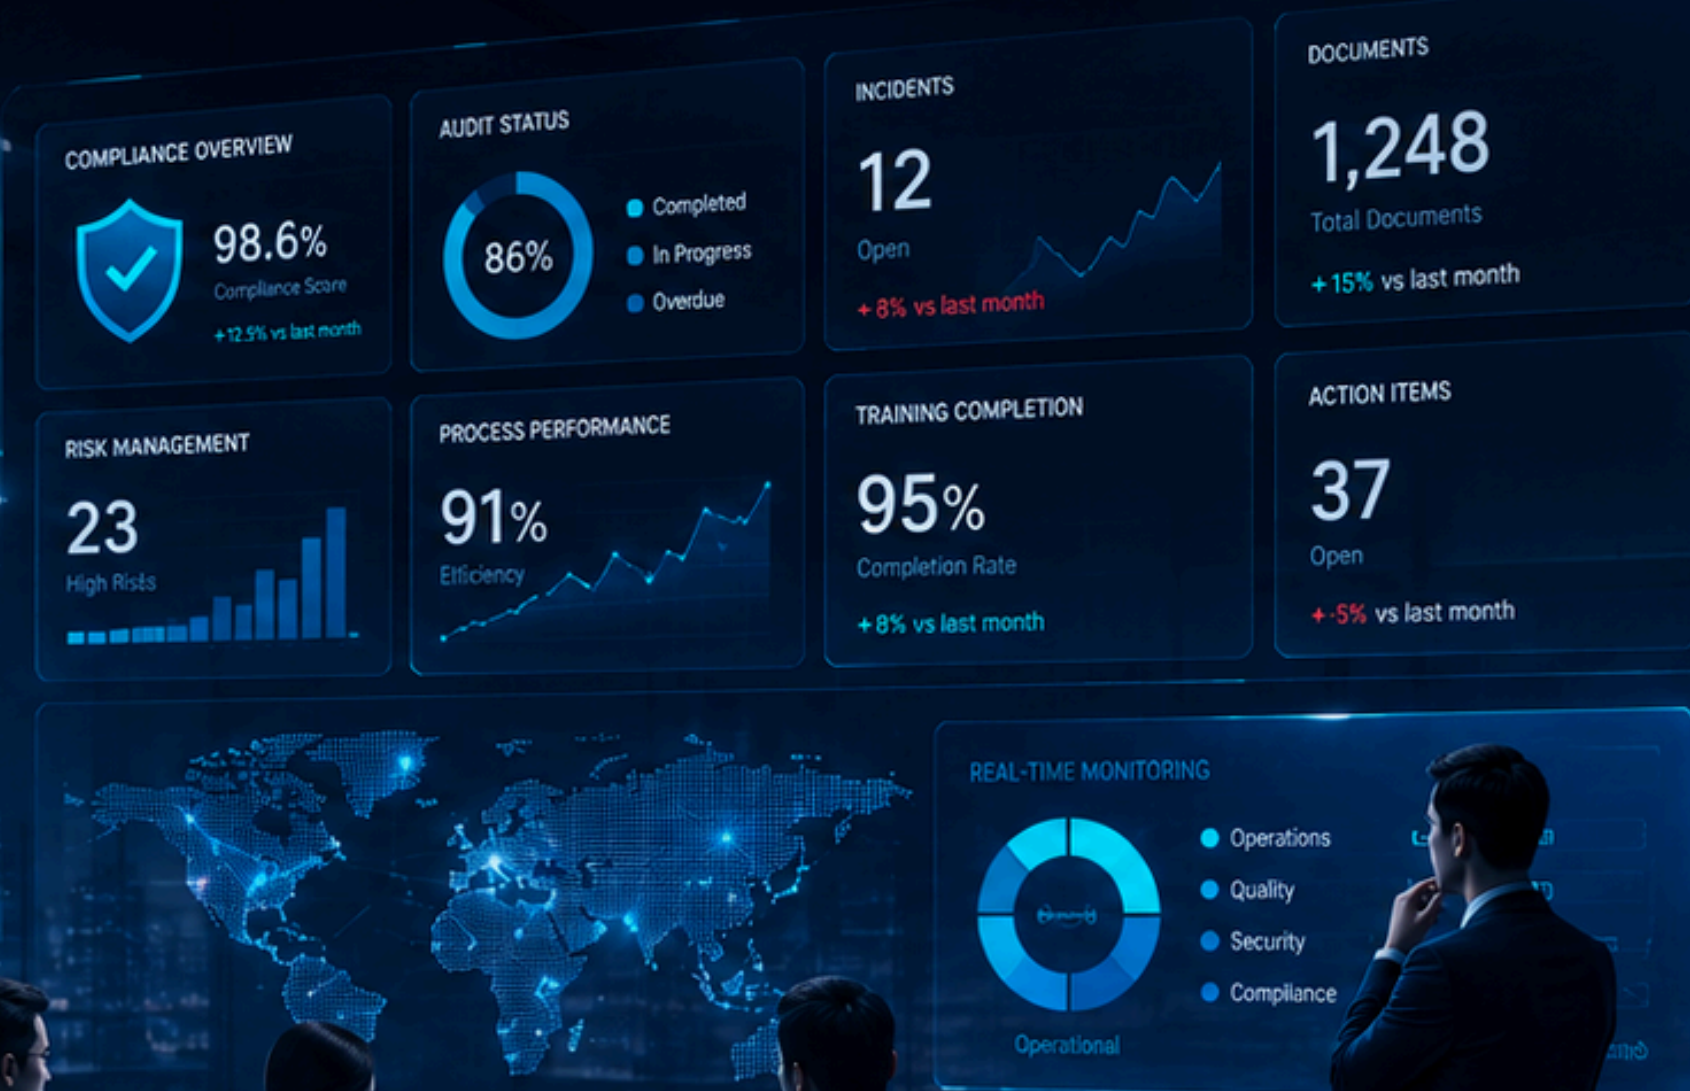 COMPLIANCE OVERVIEW
98.6%
Compliance Score
+12.9% vs last month
AUDIT STATUS
86%
Completed
In Progress
Overdue
INCIDENTS
12
Open
+8% vs last month
DOCUMENTS
1,248
Total Documents
+15% vs last month
RISK MANAGEMENT
23
High Risks
PROCESS PERFORMANCE
91%
Efficiency
TRAINING COMPLETION
95%
Completion Rate
+8% vs last month
ACTION ITEMS
37
Open
+-5% vs last month
REAL-TIME MONITORING
Operations
Quality
Security
Compliance
Operational